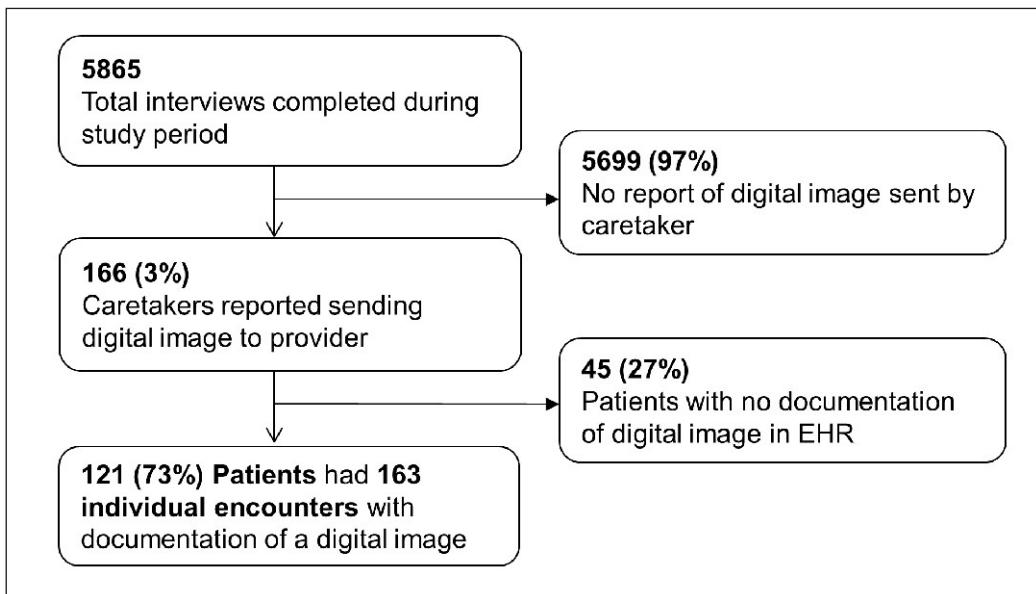 5865
Total interviews completed during
study period
5699 (97%)
No report of digital image sent by
caretaker
166 (3%)
Caretakers reported sending
digital image to provider
45 (27%)
Patients with no documentation
of digital image in EHR
121 (73%) Patients had 163
individual encounters with
documentation of a digital image